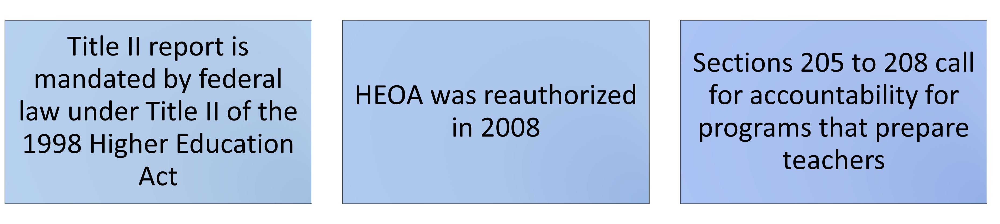 Title II report is
mandated by federal
law under Title II of the
1998 Higher Education
Act
HEOA was reauthorized
in 2008
Sections 205 to 208 call
for accountability for
programs that prepare
teachers